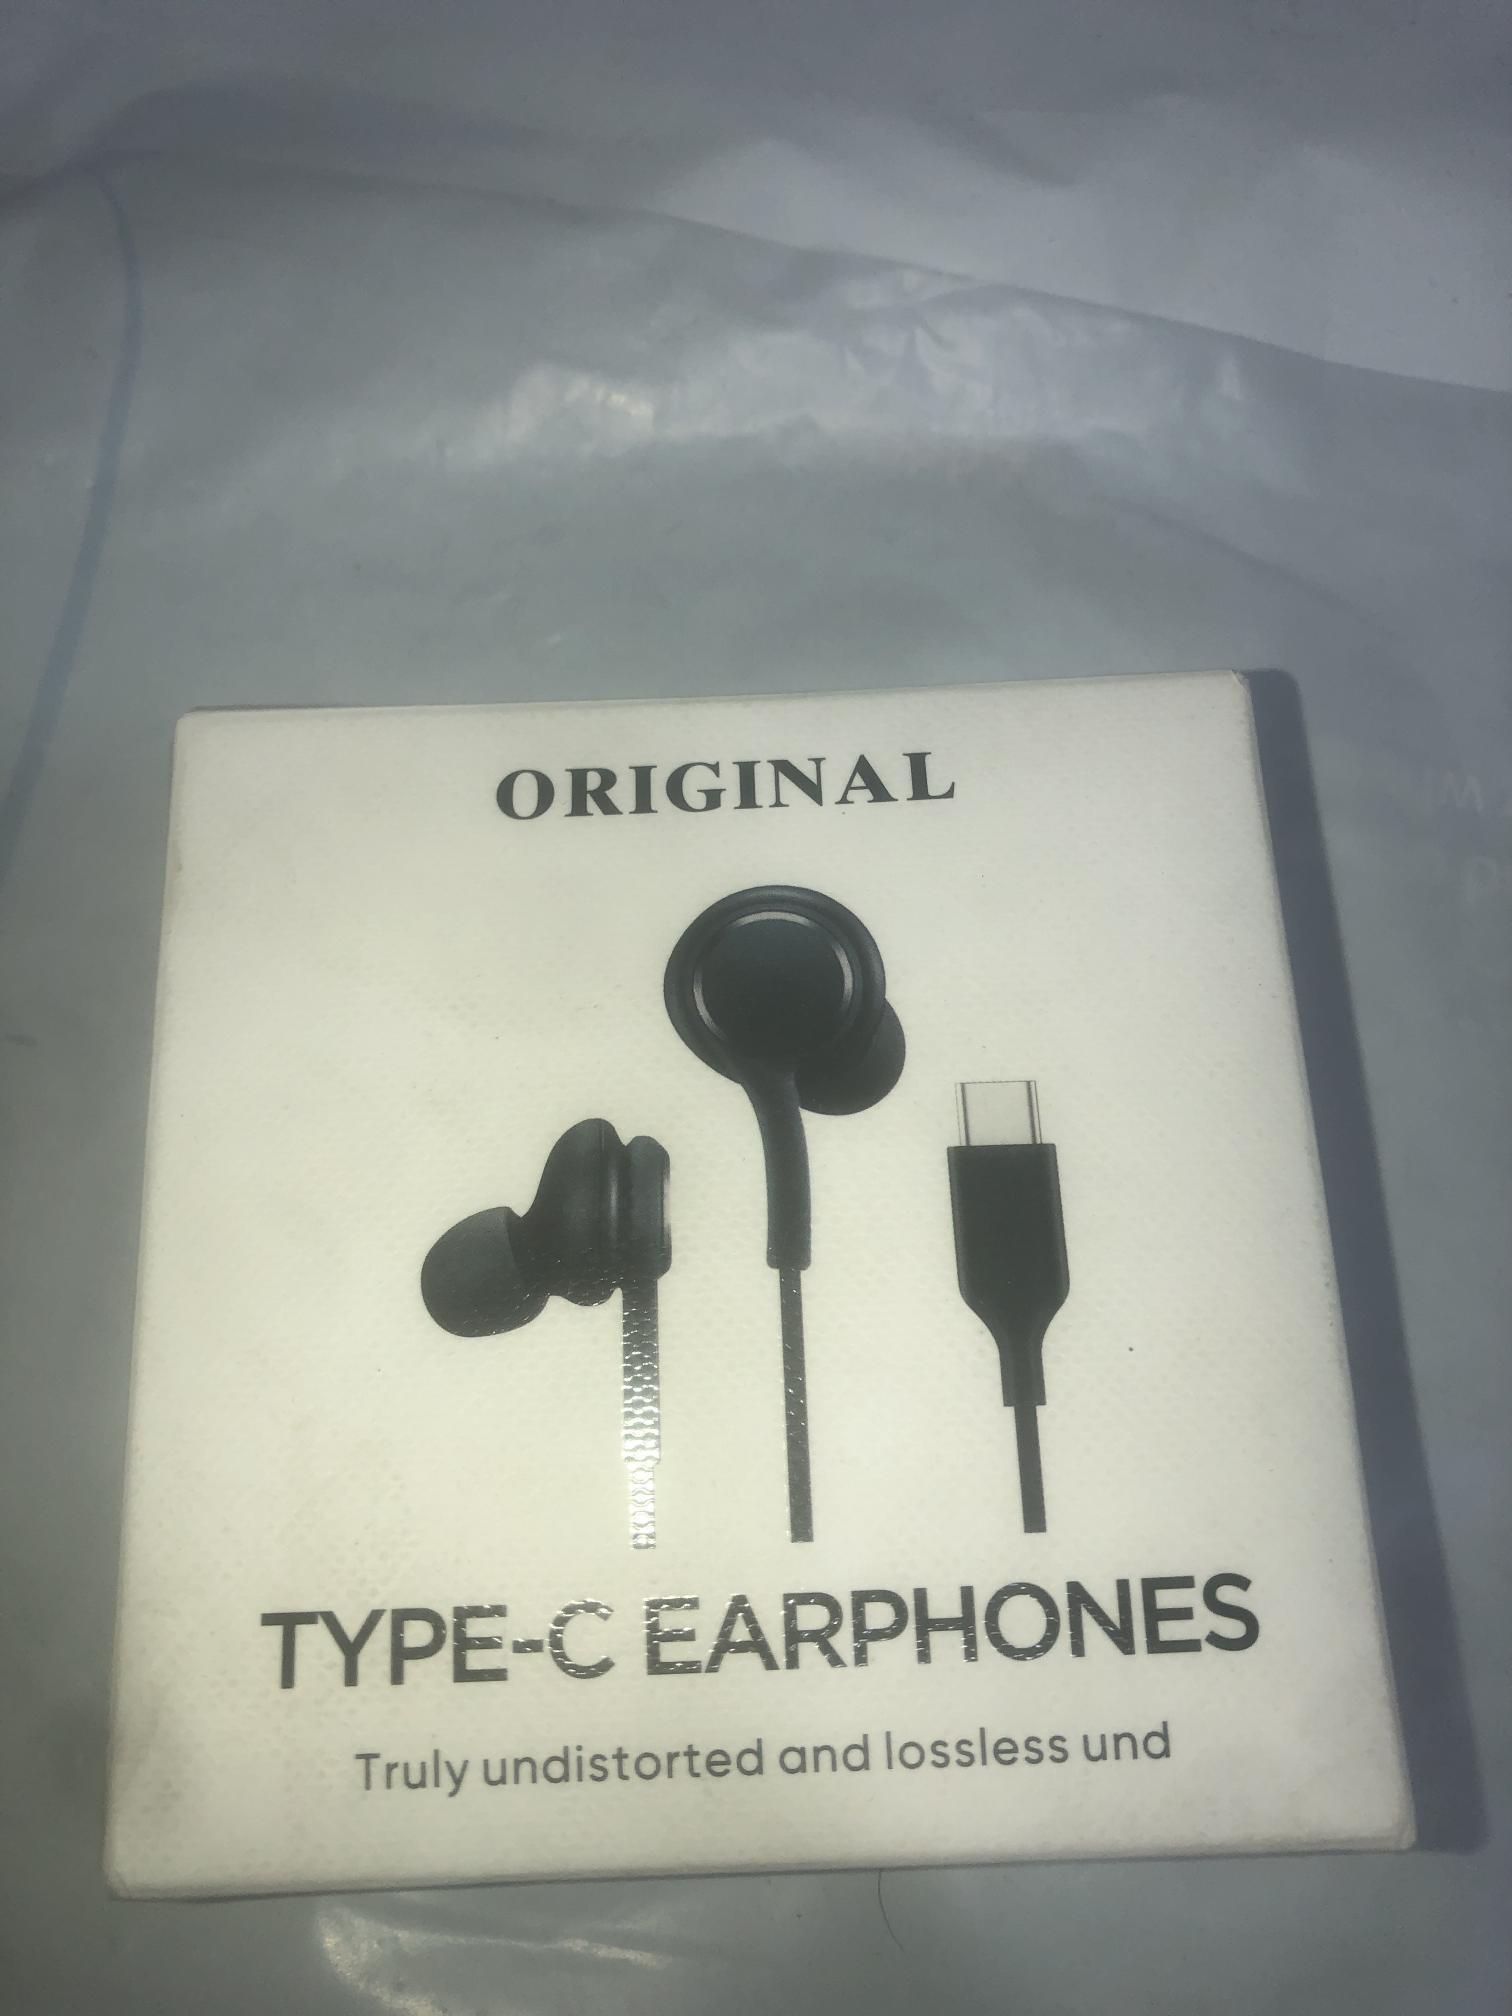 ORIGINAL
TYPE-C EARPHONES
Truly undistorted and lossless und